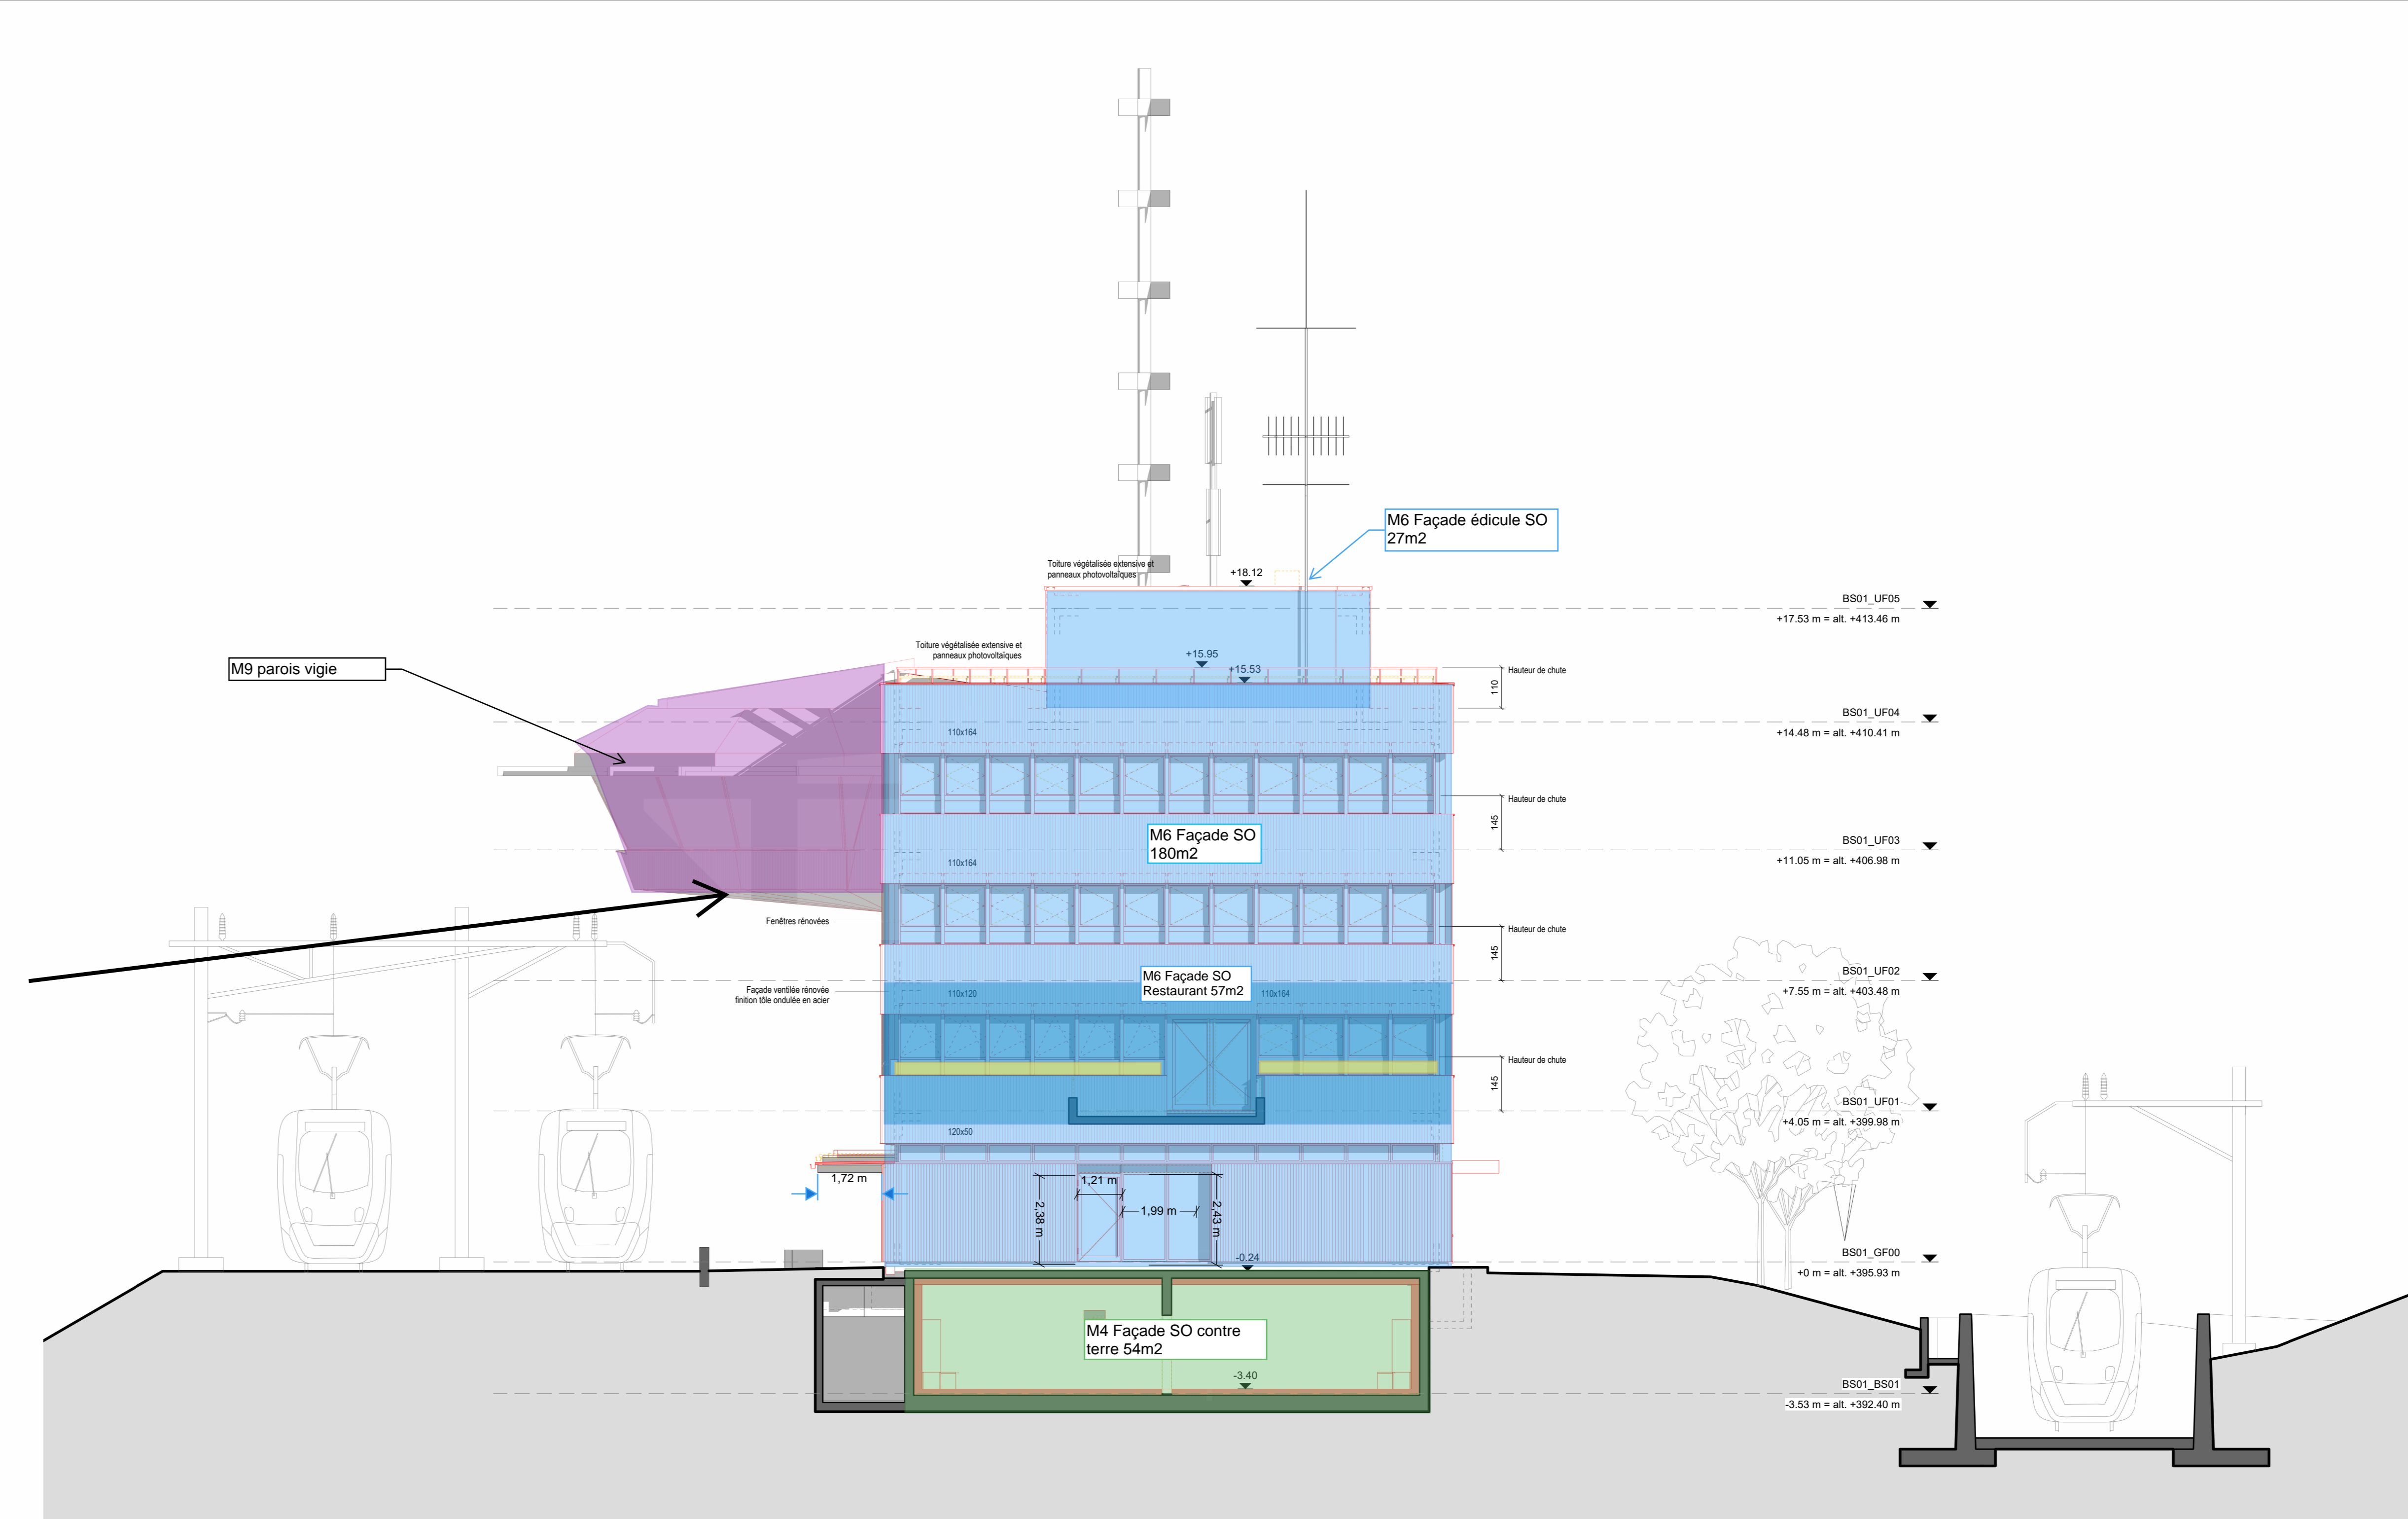 M6 Façade édicule SO
27m2
Toiture végétalisée extensive et
panneaux photovoltaïques
+18.12
BS01_UF05
+17.53 m = alt. +413.46 m
Toiture végétalisée extensive et
panneaux photovoltaïques
+15.95
+15.53
M9 parois vigie
Hauteur de chute
110
BS01_UF04
+14.48 m = alt. +410.41 m
110x164
Hauteur de chute
145
M6 Façade SO
180m2
BS01_UF03
+11.05 m = alt. +406.98 m
110x164
Fenêtres rénovées
Hauteur de chute
145
M6 Façade SO
Restaurant 57m2
BS01_UF02
+7.55 m = alt. +403.48 m
Façade ventilée rénovée
finition tôle ondulée en acier
110x120
110x164
Hauteur de chute
145
BS01_UF01
+4.05 m = alt. +399.98 m
120x50
1,72 m
1,21 m
2,38 m
1,99 m
2,43 m
-0.24
BS01_GF00
+0 m = alt. +395.93 m
M4 Façade SO contre
terre 54m2
-3.40
BS01_BS01
-3.53 m = alt. +392.40 m